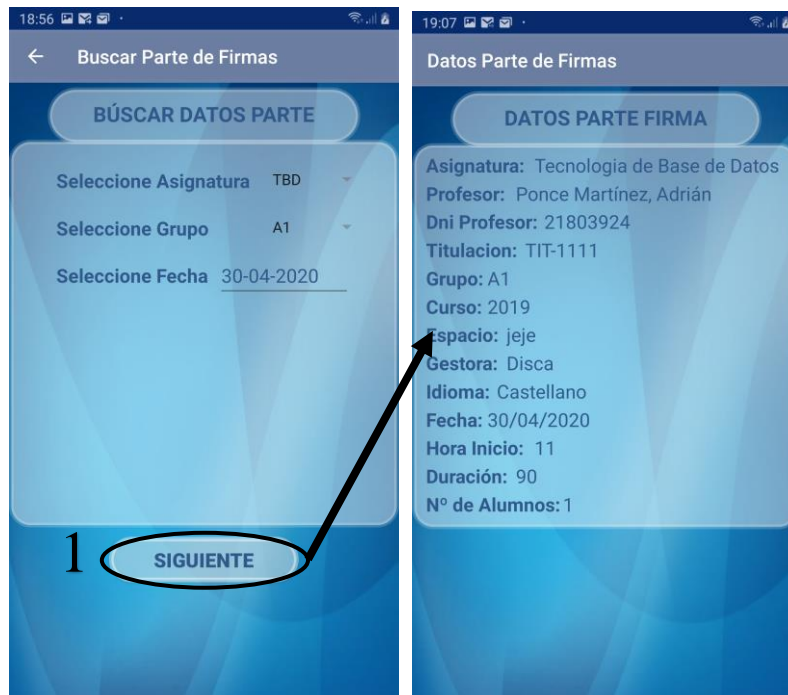 18:56
Buscar Parte de Firmas
BÚSCAR DATOS PARTE
Seleccione Asignatura TBD
Seleccione Grupo A1
Seleccione Fecha 30-04-2020
1 SIGUIENTE
19:07
Datos Parte de Firmas
DATOS PARTE FIRMA
Asignatura: Tecnologia de Base de Datos
Profesor: Ponce Martínez, Adrián
Dni Profesor: 21803924
Titulacion: TIT-1111
Grupo: A1
Curso: 2019
Espacio: jeje
Gestora: Disca
Idioma: Castellano
Fecha: 30/04/2020
Hora Inicio: 11
Duración: 90
Nº de Alumnos: 1